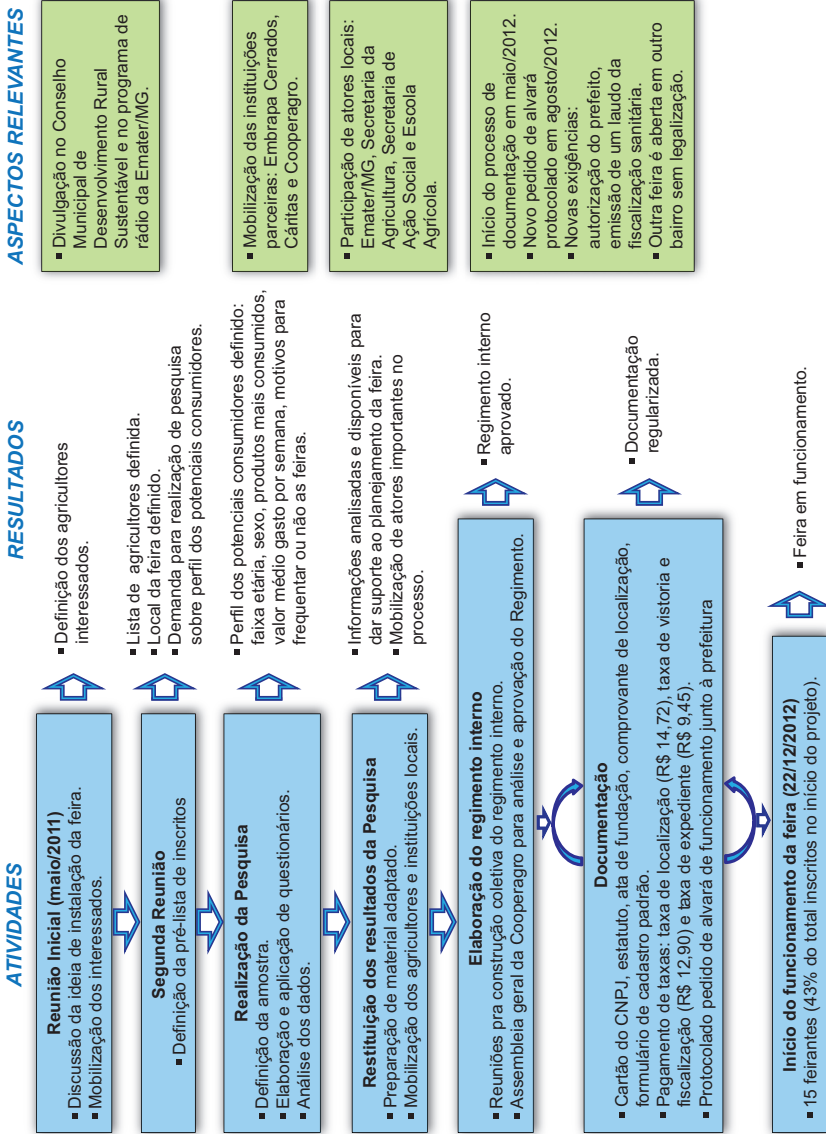 ATIVIDADES
RESULTADOS
ASPECTOS RELEVANTES
Reunião Inicial (maio/2011)
▪ Discussão da ideia de instalação da feira.
▪ Mobilização dos interessados.
▪ Definição dos agricultores
interessados.
▪ Divulgação no Conselho
Municipal de
Desenvolvimento Rural
Sustentável e no programa de
rádio da Emater/MG.
Segunda Reunião
▪ Definição da pré-lista de inscritos
▪ Lista de agricultores definida.
▪ Local da feira definido.
▪ Demanda para realização de pesquisa
sobre perfil dos potenciais consumidores.
Realização da Pesquisa
▪ Definição da amostra.
▪ Elaboração e aplicação de questionários.
▪ Análise dos dados.
▪ Perfil dos potenciais consumidores definido:
faixa etária, sexo, produtos mais consumidos,
valor médio gasto por semana, motivos para
frequentar ou não as feiras.
▪ Mobilização das instituições
parceiras: Embrapa Cerrados,
Cáritas e Cooperagro.
Restituição dos resultados da Pesquisa
▪ Preparação de material adaptado.
▪ Mobilização dos agricultores e instituições locais.
▪ Informações analisadas e disponíveis para
dar suporte ao planejamento da feira.
▪ Mobilização de atores importantes no
processo.
▪ Participação de atores locais:
Emater/MG, Secretaria da
Agricultura, Secretaria de
Ação Social e Escola
Agrícola.
Elaboração do regimento interno
▪ Reuniões pra construção coletiva do regimento interno.
▪ Assembleia geral da Cooperagro para análise e aprovação do Regimento.
▪ Regimento interno
aprovado.
▪ Início do processo de
documentação em maio/2012.
▪ Novo pedido de alvará
protocolado em agosto/2012.
▪ Novas exigências:
autorização do prefeito,
emissão de um laudo da
fiscalização sanitária.
▪ Outra feira é aberta em outro
bairro sem legalização.
Documentação
▪ Cartão do CNPJ, estatuto, ata de fundação, comprovante de localização,
formulário de cadastro padrão.
▪ Pagamento de taxas: taxa de localização (R$ 14,72), taxa de vistoria e
fiscalização (R$ 12,90) e taxa de expediente (R$ 9,45).
▪ Protocolado pedido de alvará de funcionamento junto à prefeitura
▪ Documentação
regularizada.
Início do funcionamento da feira (22/12/2012)
▪ 15 feirantes (43% do total inscritos no início do projeto).
▪ Feira em funcionamento.